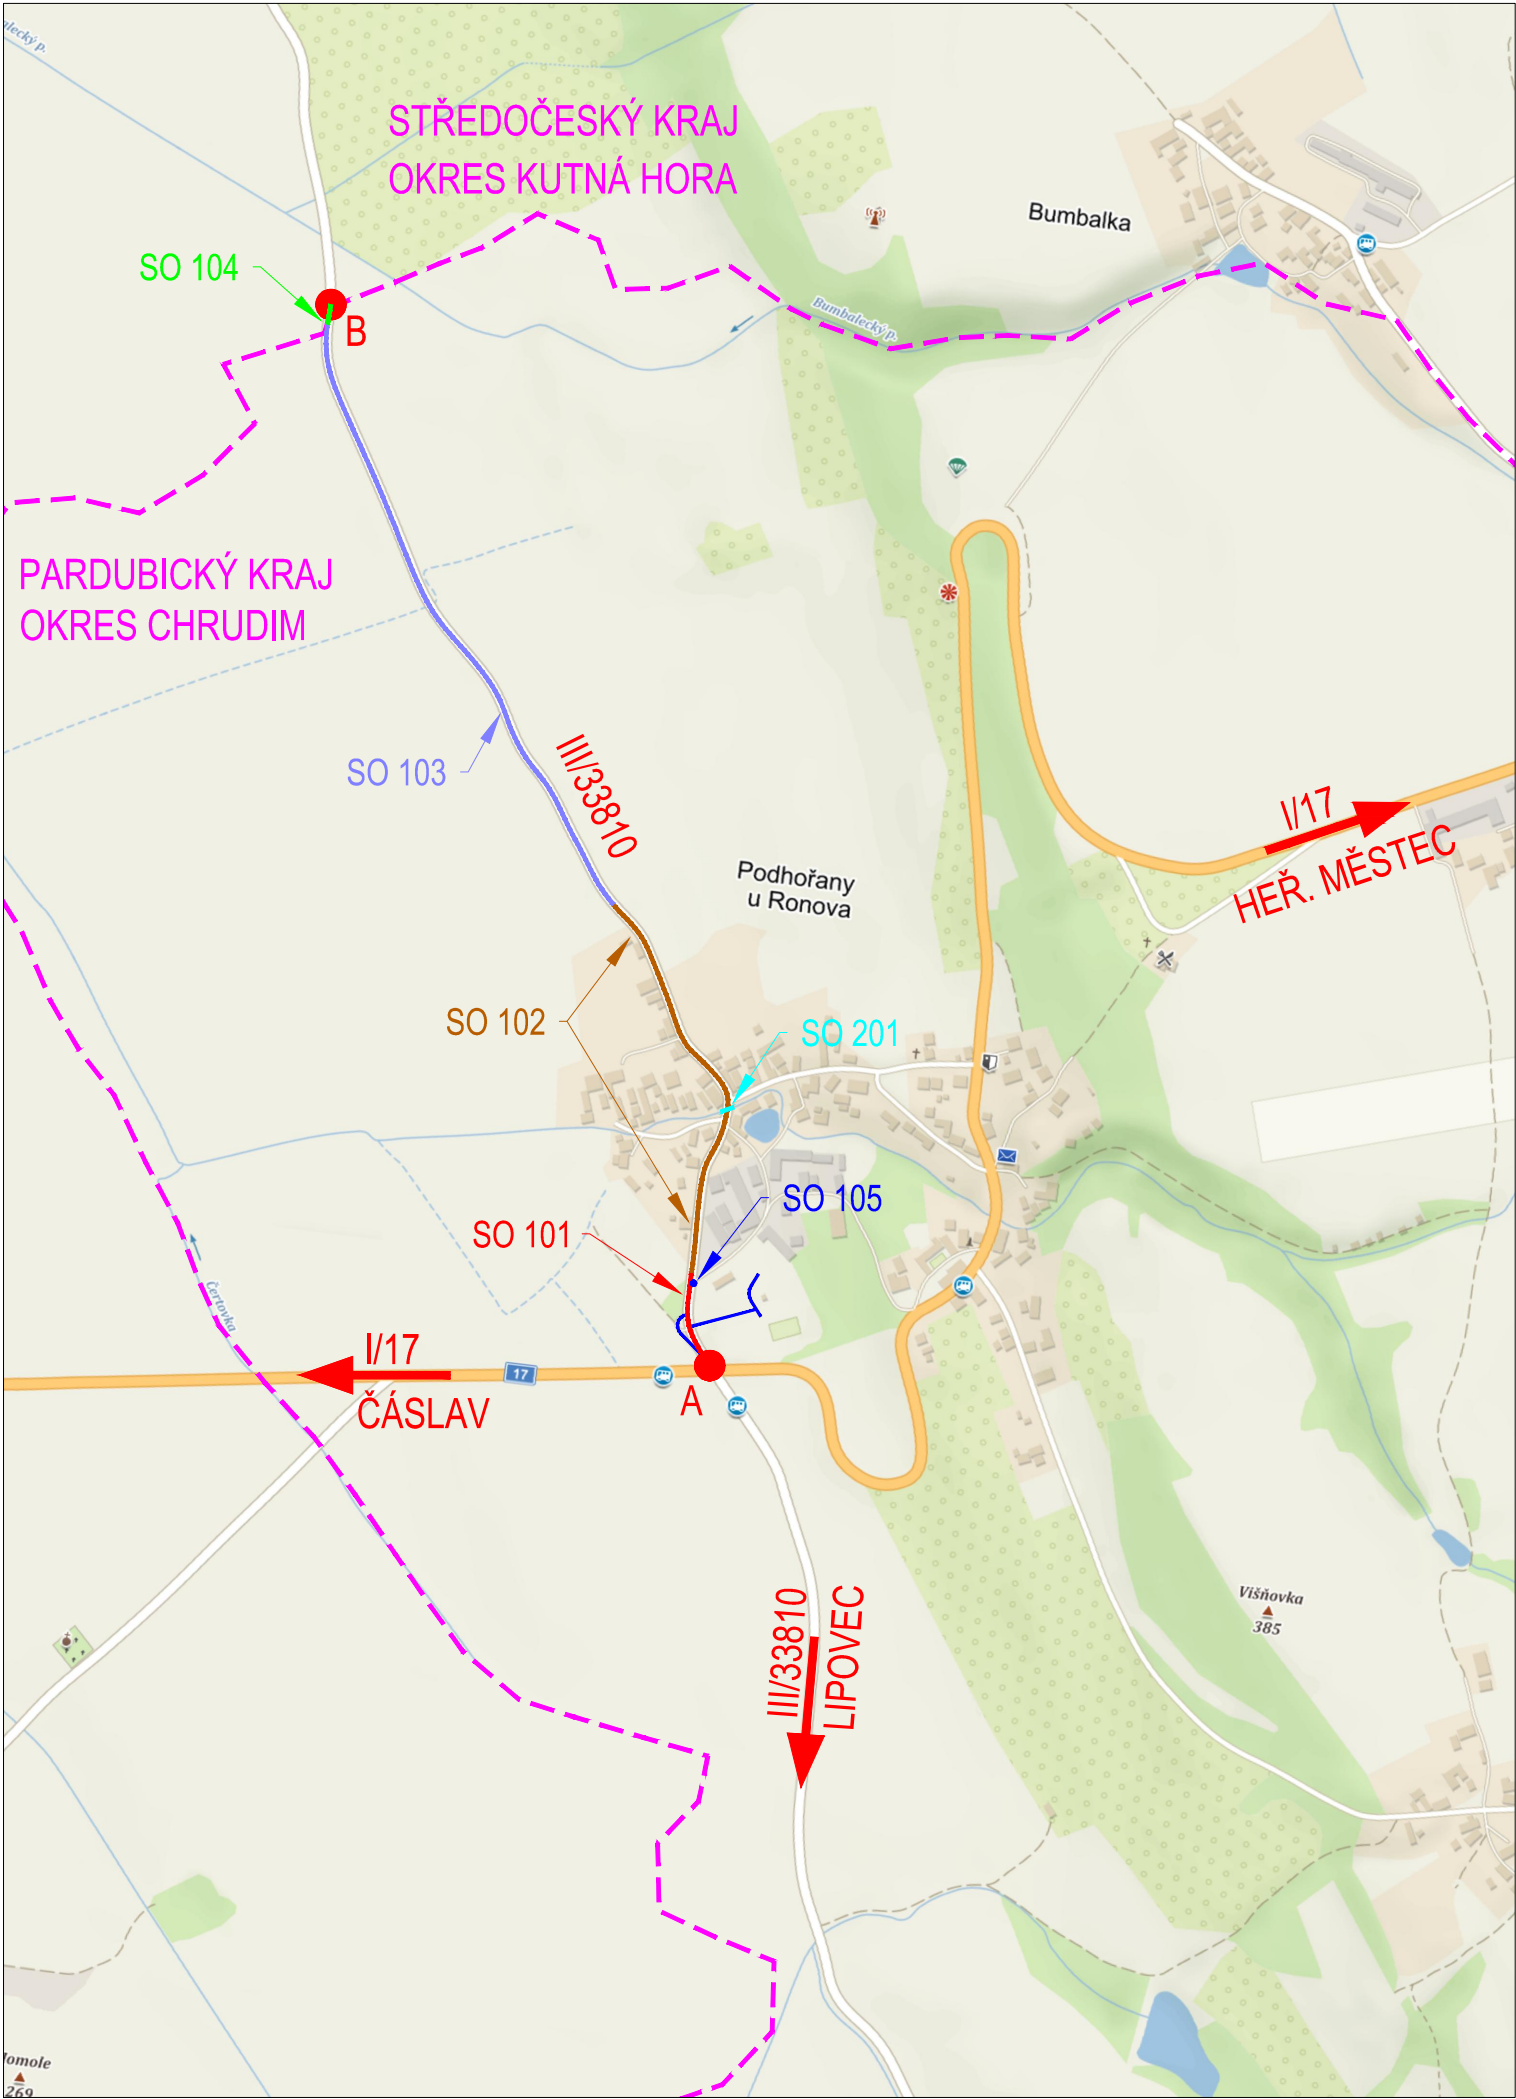 STŘEDOČESKÝ KRAJ
OKRES KUTNÁ HORA
Bumbalka
SO 104
B
Bumbalecký p.
PARDUBICKÝ KRAJ
OKRES CHRUDIM
SO 103
III/33810
I/17
HEŘ. MĚSTEC
Podhořany
u Ronova
SO 102
SO 201
SO 105
SO 101
Čertovka
I/17
17
ČÁSLAV
A
III/33810
LIPOVEC
Višňovka
385
269